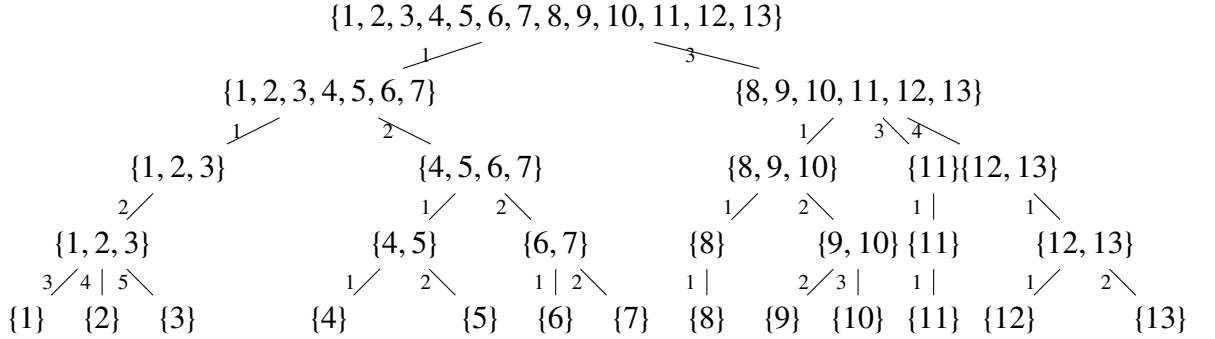 {1, 2, 3, 4, 5, 6, 7, 8, 9, 10, 11, 12, 13}
1 3
{1, 2, 3, 4, 5, 6, 7} {8, 9, 10, 11, 12, 13}
1 2 1 3 4
{1, 2, 3} {4, 5, 6, 7} {8, 9, 10} {11} {12, 13}
2 1 2 1 2 1 1
{1, 2, 3} {4, 5} {6, 7} {8} {9, 10} {11} {12, 13}
3 4 5 1 2 1 2 1 2 3 1 1 2
{1} {2} {3} {4} {5} {6} {7} {8} {9} {10} {11} {12} {13}